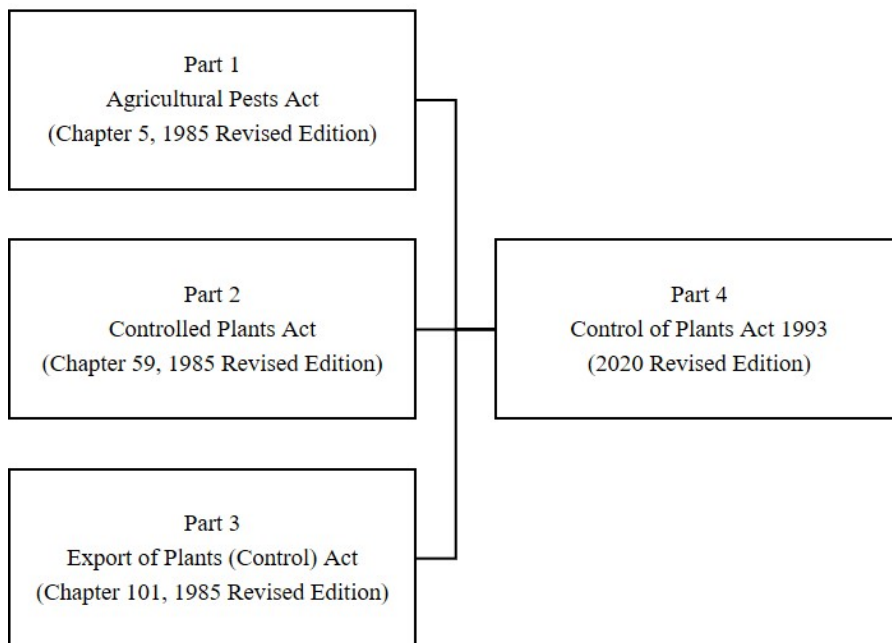 Part 1
Agricultural Pests Act
(Chapter 5, 1985 Revised Edition)
Part 2
Controlled Plants Act
(Chapter 59, 1985 Revised Edition)
Part 3
Export of Plants (Control) Act
(Chapter 101, 1985 Revised Edition)
Part 4
Control of Plants Act 1993
(2020 Revised Edition)